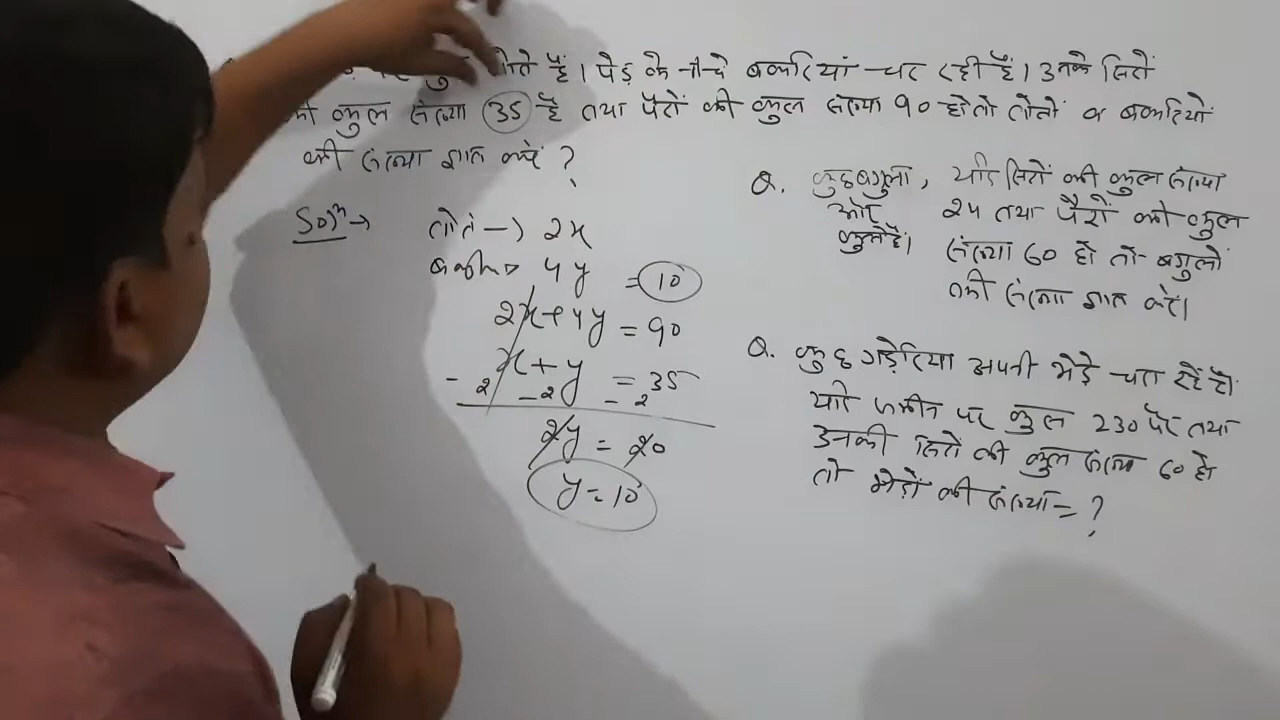 तोते हैं। पेड़ के नीचे बकरियां चर रही हैं। उनके सिरों
की कुल संख्या 35 है तथा पैरों की कुल संख्या 90 हो तो तोतों व बकरियों
की संख्या ज्ञात करें ?
Solⁿ →
तोते → 2x
4y = 10
2x + 4y = 90
x + y = 35
- 2 - 2 = 2
2y = 20
y = 10
Q. कुछ बगुला, यदि सिरों की कुल संख्या
और 24 तथा पैरों की कुल
कुत्ते हैं। संख्या 60 हो तो बगुलों
की संख्या ज्ञात करें।
Q. कुछ गड़ेरिया अपनी भेड़े चरा रहें हैं।
यदि जमीन पर कुल 230 पैर तथा
उनकी सिरों की कुल संख्या 60 हो
तो भेड़ों की संख्या = ?